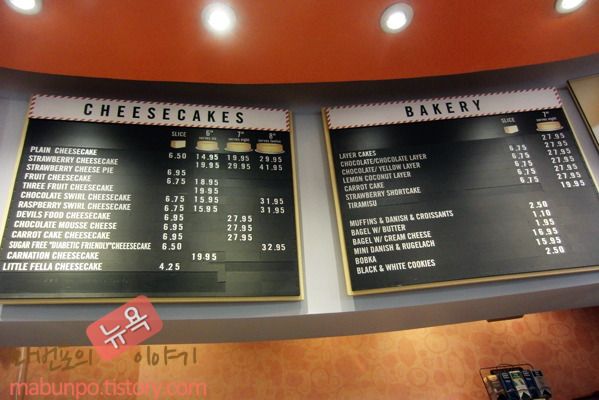 CHEESECAKES
SLICE 6" 7" 8"
PLAIN CHEESECAKE 6.50 14.95 19.95 29.95
STRAWBERRY CHEESECAKE 19.95 29.95 41.95
STRAWBERRY CHEESE PIE 6.95
FRUIT CHEESECAKE 6.75 18.95
THREE FRUIT CHEESECAKE 19.95
CHOCOLATE SWIRL CHEESECAKE 6.75 15.95 31.95
RASPBERRY SWIRL CHEESECAKE 6.75 15.95 31.95
DEVILS FOOD CHEESECAKE 6.95 27.95
CHOCOLATE MOUSSE CHEESECAKE 6.95 27.95
CARROT CAKE CHEESECAKE 6.95 27.95
SUGAR FREE "DIABETIC FRIENDLY" CHEESECAKE 6.50 32.95
CARNATION CHEESECAKE 19.95
LITTLE FELLA CHEESECAKE 4.25
BAKERY
SLICE 7"
LAYER CAKES 27.95
CHOCOLATE/CHOCOLATE LAYER 6.75 27.95
CHOCOLATE/ YELLOW LAYER 6.75 27.95
LEMON COCONUT LAYER 6.75 27.95
CARROT CAKE 6.75 27.95
STRAWBERRY SHORTCAKE 6.75 19.95
TIRAMISU
MUFFINS & DANISH & CROISSANTS 2.50
BAGEL W/ BUTTER 1.10
BAGEL W/ CREAM CHEESE 1.95
MINI DANISH & RUGELACH 16.95
BOBKA 15.95
BLACK & WHITE COOKIES 2.50
뉴욕
마번포의 이야기
mabunpo.tistory.com